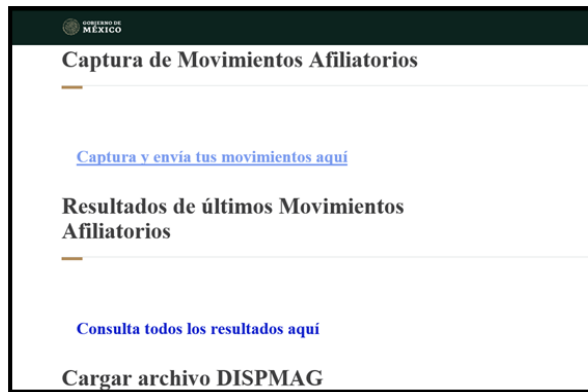 GOBIERNO DE
MÉXICO
Captura de Movimientos Afiliatorios
Captura y envía tus movimientos aquí
Resultados de últimos Movimientos
Afiliatorios
Consulta todos los resultados aquí
Cargar archivo DISPMAG